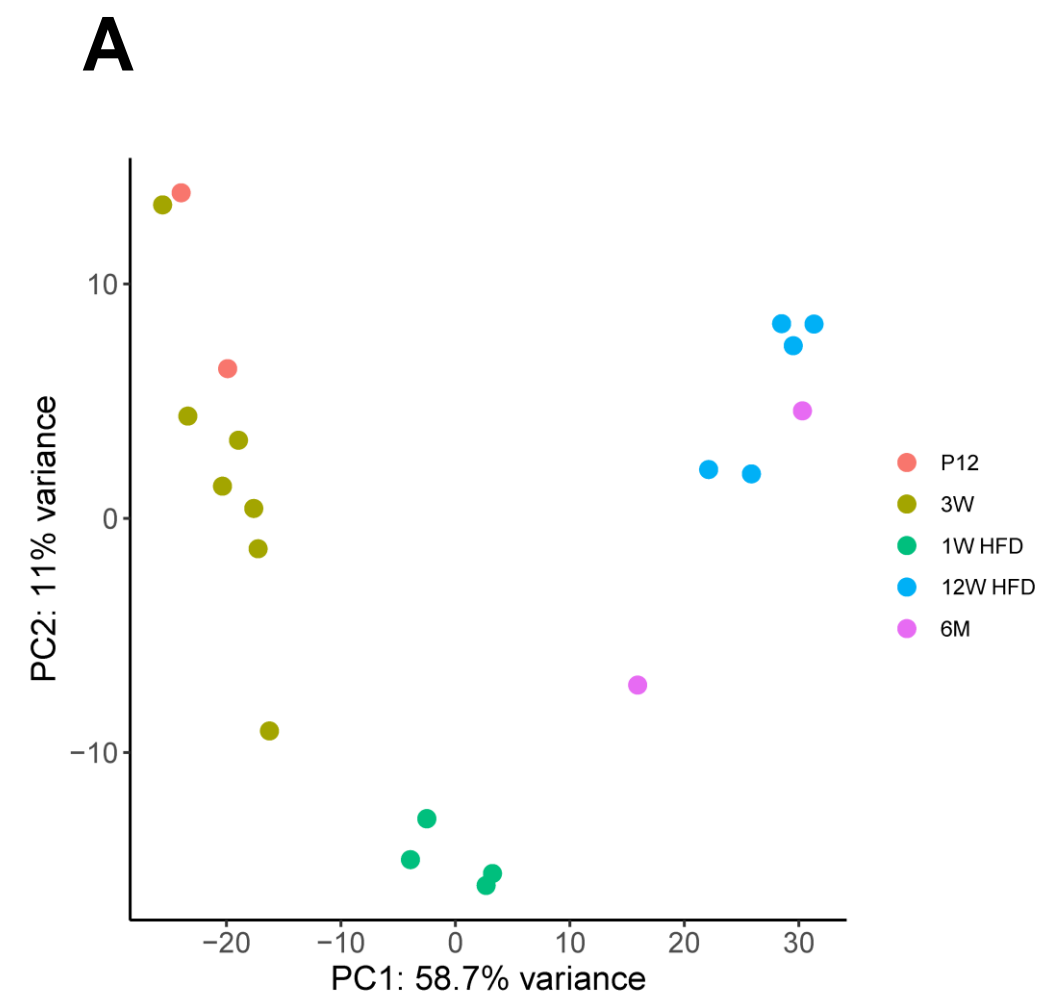 A
PC2: 11% variance
10
0
−10
−20
−10
0
10
20
30
PC1: 58.7% variance
P12
3W
1W HFD
12W HFD
6M